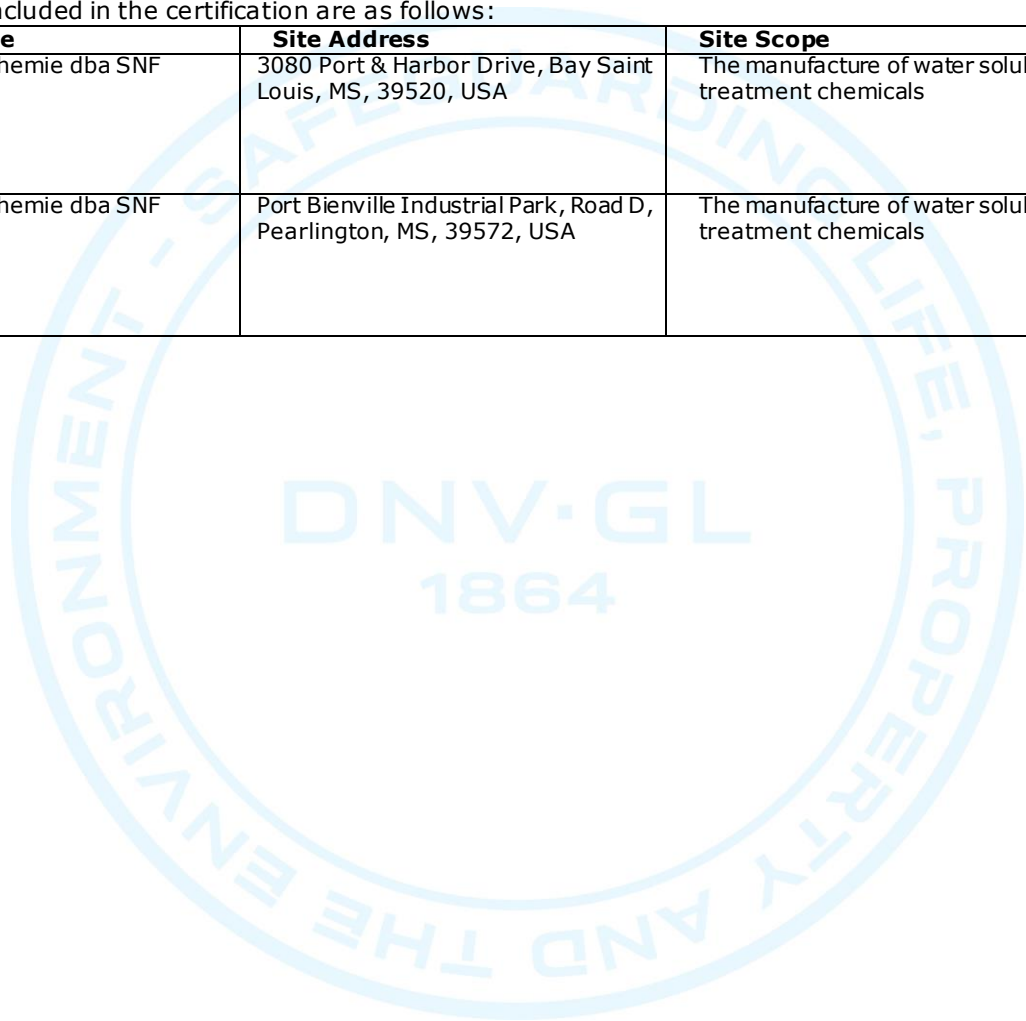 ncluded in the certification are as follows:
e Site Address Site Scope
hemie dba SNF 3080 Port & Harbor Drive, Bay Saint The manufacture of water solul
Louis, MS, 39520, USA treatment chemicals
hemie dba SNF Port Bienville Industrial Park, Road D, The manufacture of water solul
Pearlington, MS, 39572, USA treatment chemicals
SAFEGUARDING LIFE, PROPERTY AND THE ENVIRONMENT -
DNV·GL
1864